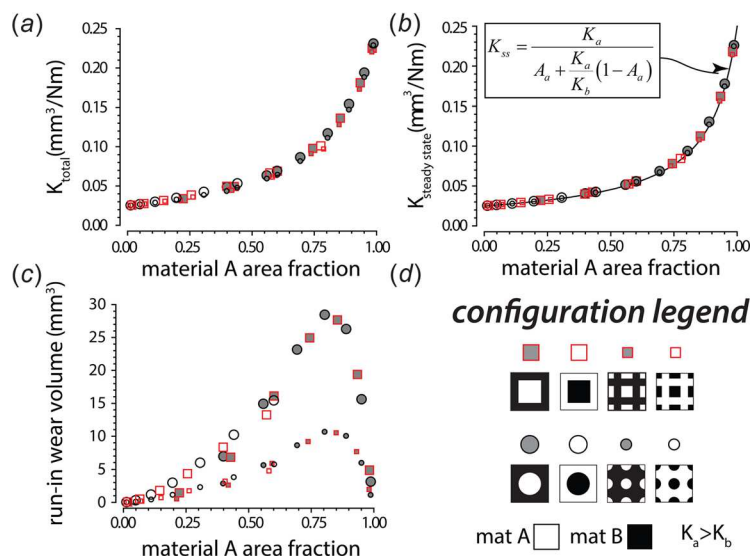 (a)
0.25
0.20
0.15
0.10
0.05
0.00
K_total (mm³/Nm)
0.00 0.25 0.50 0.75 1.00
material A area fraction
(b)
0.25
0.20
0.15
0.10
0.05
0.00
K_steady state (mm³/Nm)
K_ss = K_a / (A_a + (K_a/K_b)(1−A_a))
0.00 0.25 0.50 0.75 1.00
material A area fraction
(c)
30
25
20
15
10
5
0
run-in wear volume (mm³)
0.00 0.25 0.50 0.75 1.00
material A area fraction
(d)
configuration legend
mat A mat B K_a>K_b